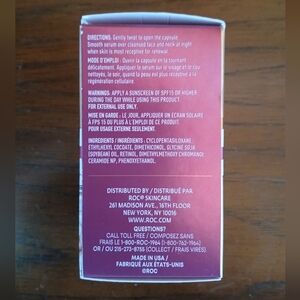 DIRECTIONS: Gently twist to open the capsule.
Smooth serum over cleansed face and neck at night
when skin is most receptive for renewal.
MODE D'EMPLOI : Ouvrir la capsule en la tournant
délicatement. Appliquer le sérum sur le visage et le cou
nettoyés, le soir, quand la peau est plus réceptive à la
régénération cellulaire.
WARNINGS: APPLY A SUNSCREEN OF SPF 15 OR HIGHER
DURING THE DAY WHILE USING THIS PRODUCT.
FOR EXTERNAL USE ONLY.
MISE EN GARDE : LE JOUR, APPLIQUER UN ÉCRAN SOLAIRE
À FPS 15 OU PLUS À L'EMPLOI DE CE PRODUIT.
POUR USAGE EXTERNE SEULEMENT.
INGREDIENTS / INGRÉDIENTS : CYCLOPENTASILOXANE,
ETHYLHEXYL COCOATE, DIMETHICONOL, GLYCINE SOJA
(SOYBEAN) OIL, RETINOL, DIMETHYLMETHOXY CHROMANOL,
CERAMIDE NP, PHENOXYETHANOL.
DISTRIBUTED BY / DISTRIBUÉ PAR
ROC® SKINCARE
261 MADISON AVE., 16TH FLOOR
NEW YORK, NY 10016
WWW.ROC.COM
QUESTIONS?
CALL TOLL FREE / COMPOSEZ SANS
FRAIS LE 1-800-ROC-1964 (1-800-762-1964)
OR/OU 215-273-8755 (COLLECT / FRAIS VIRÉS)
MADE IN USA /
FABRIQUÉ AUX ÉTATS-UNIS
©ROC